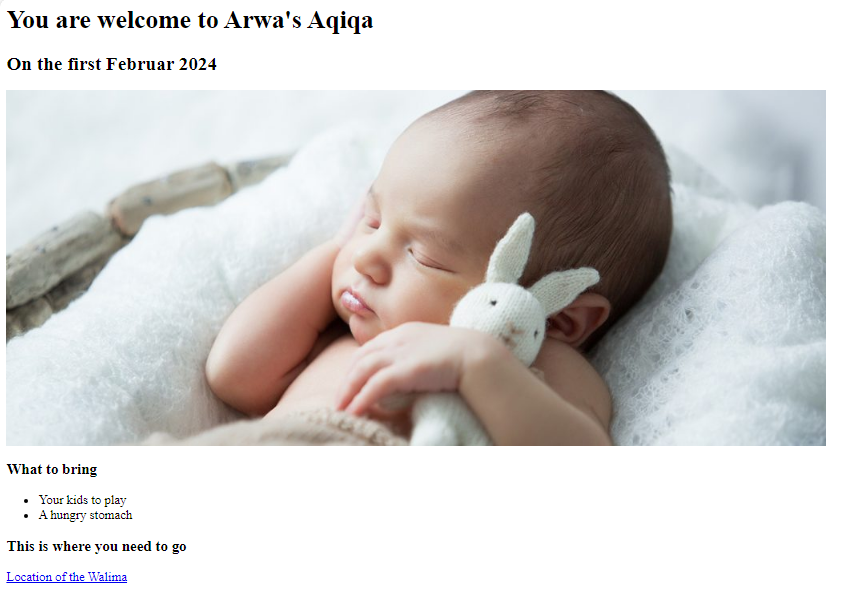 You are welcome to Arwa's Aqiqa
On the first Februar 2024
What to bring
Your kids to play
A hungry stomach
This is where you need to go
Location of the Walima